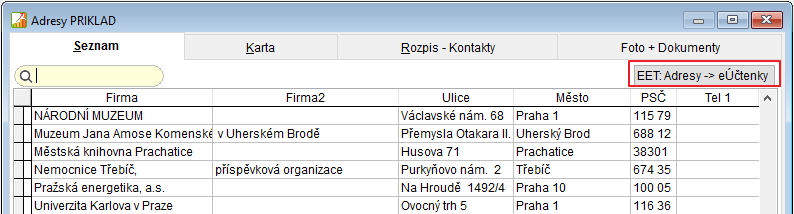 Adresy PRIKLAD
Seznam Karta Rozpis - Kontakty Foto + Dokumenty
EET: Adresy -> eÚčtenky
Firma Firma2 Ulice Město PSČ Tel 1
NÁRODNÍ MUZEUM Václavské nám. 68 Praha 1 115 79
Muzeum Jana Amose Komenské v Uherském Brodě Přemysla Otakara II. Uherský Brod 688 12
Městská knihovna Prachatice Husova 71 Prachatice 38301
Nemocnice Třebíč, příspěvková organizace Purkyňovo nám. 2 Třebíč 674 35
Pražská energetika, a.s. Na Hroudě 1492/4 Praha 10 100 05
Univerzita Karlova v Praze Ovocný trh 5 Praha 1 116 36